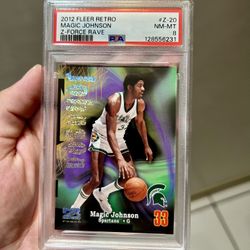 2012 FLEER RETRO #Z-20
MAGIC JOHNSON NM-MT
Z-FORCE RAVE 8
PSA 128556231
Magic Johnson
Spartans • G
33